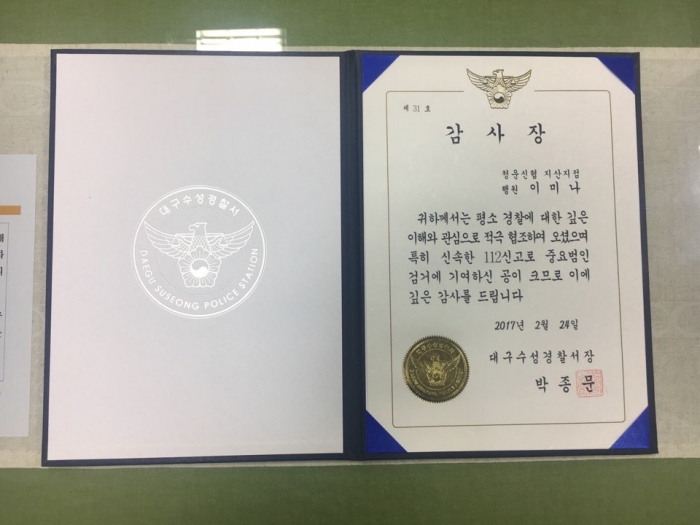 대구수성경찰서
DAEGU SUSEONG POLICE STATION
제 31 호
감 사 장
청운신협 지산지점
행원 이 미 나
귀하께서는 평소 경찰에 대한 깊은
이해와 관심으로 적극 협조하여 오셨으며
특히 신속한 112신고로 중요범인
검거에 기여하신 공이 크므로 이에
깊은 감사를 드립니다
2017년 2월 24일
대구수성경찰서장
박 종 문